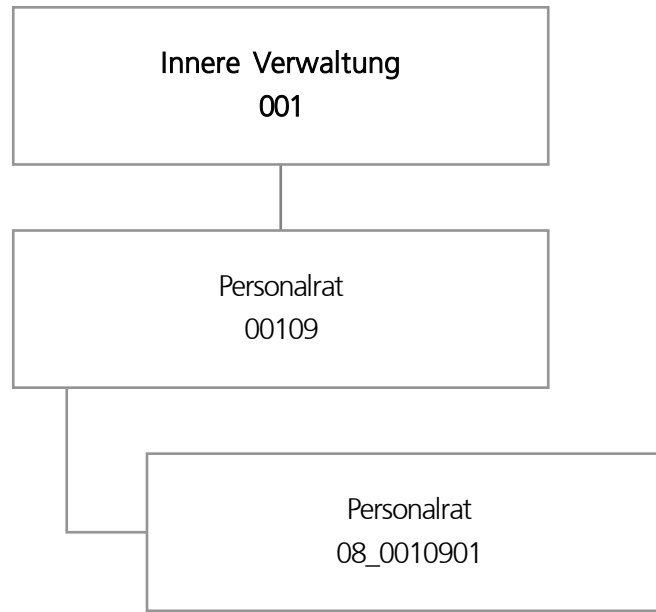 Innere Verwaltung
001
Personalrat
00109
Personalrat
08_0010901